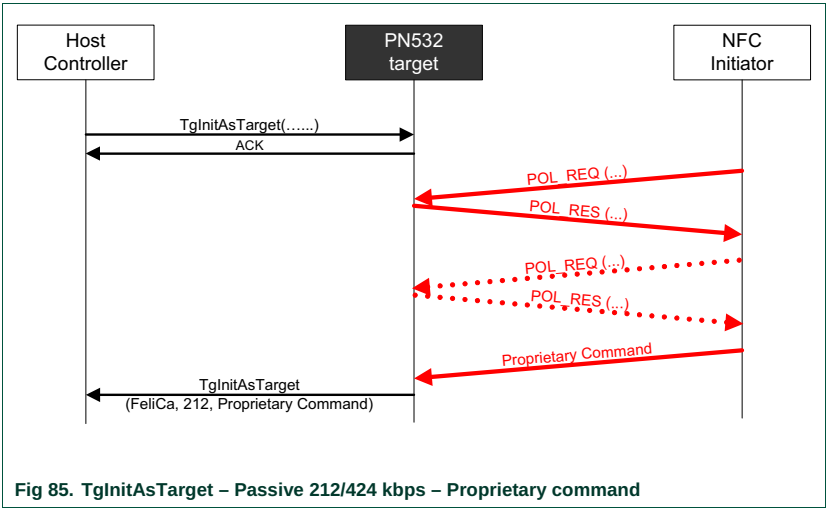 Host
Controller
PN532
target
NFC
Initiator
TgInitAsTarget(…...)
ACK
POL_REQ (...)
POL_RES (...)
POL_REQ (...)
POL_RES (...)
Proprietary Command
TgInitAsTarget
(FeliCa, 212, Proprietary Command)
Fig 85. TgInitAsTarget – Passive 212/424 kbps – Proprietary command